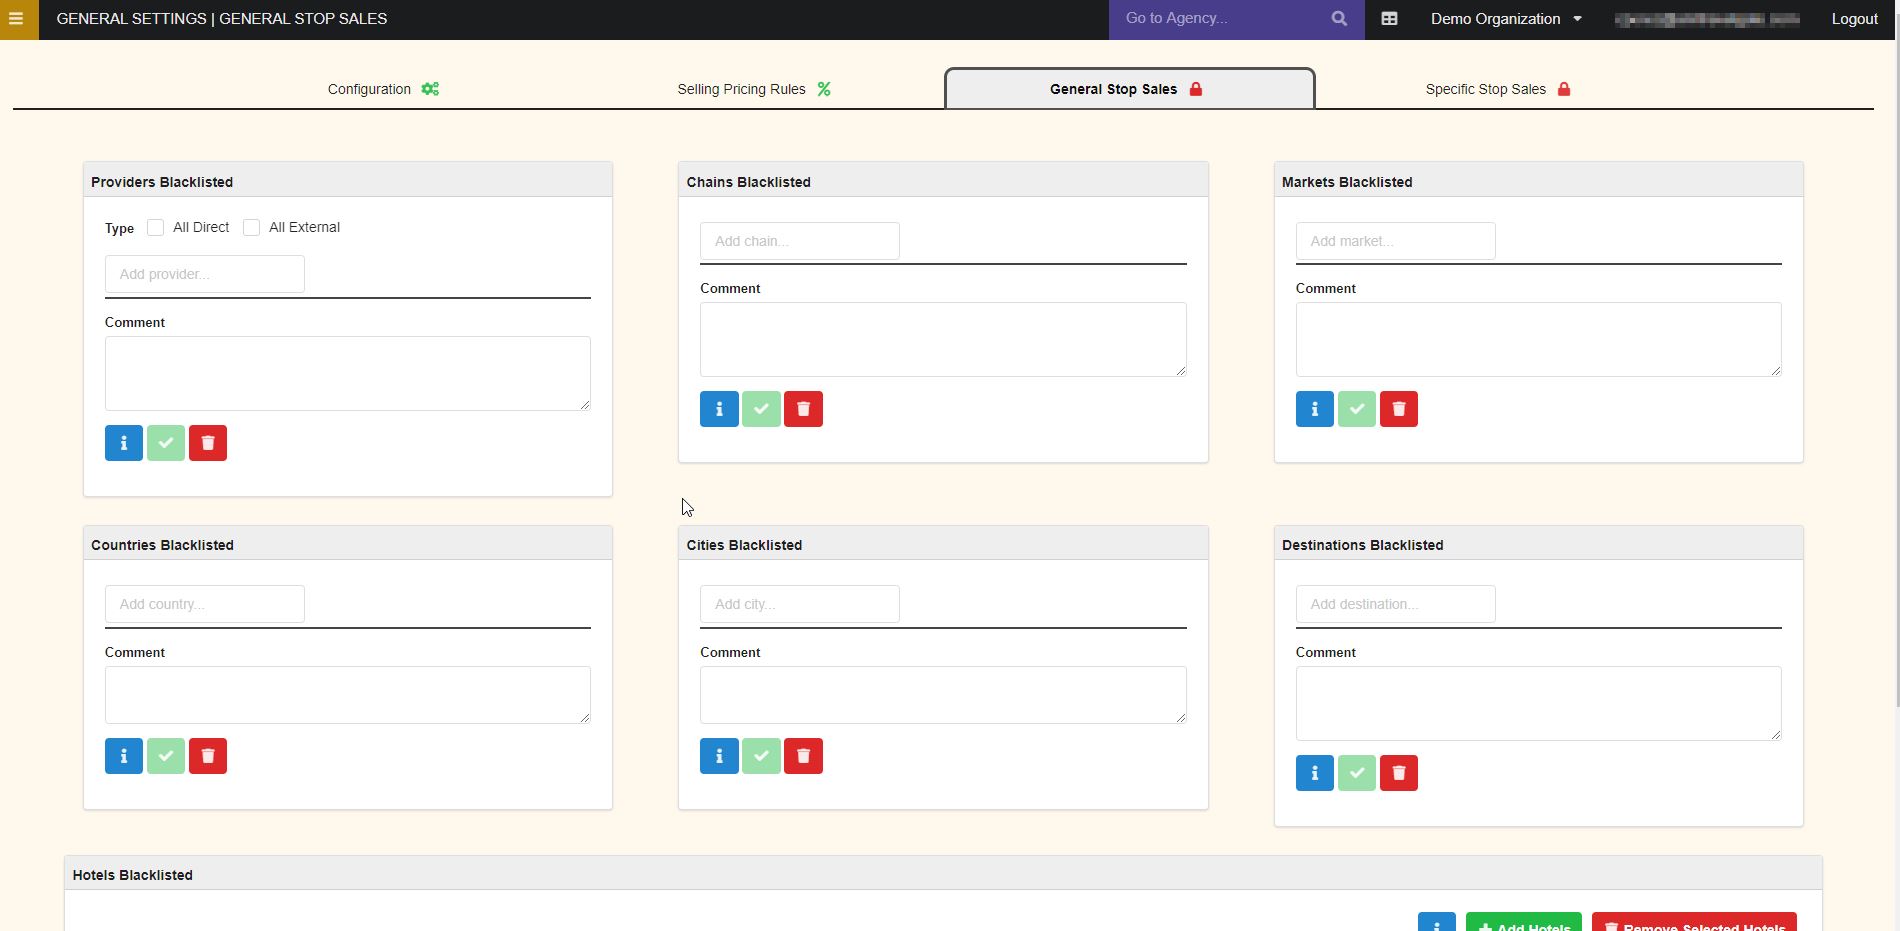 GENERAL SETTINGS | GENERAL STOP SALES
Go to Agency...
Demo Organization
Logout
Configuration
Selling Pricing Rules
General Stop Sales
Specific Stop Sales
Providers Blacklisted
Type All Direct All External
Add provider...
Comment
Chains Blacklisted
Add chain...
Comment
Markets Blacklisted
Add market...
Comment
Countries Blacklisted
Add country...
Comment
Cities Blacklisted
Add city...
Comment
Destinations Blacklisted
Add destination...
Comment
Hotels Blacklisted
Add Hotels
Remove Selected Hotels